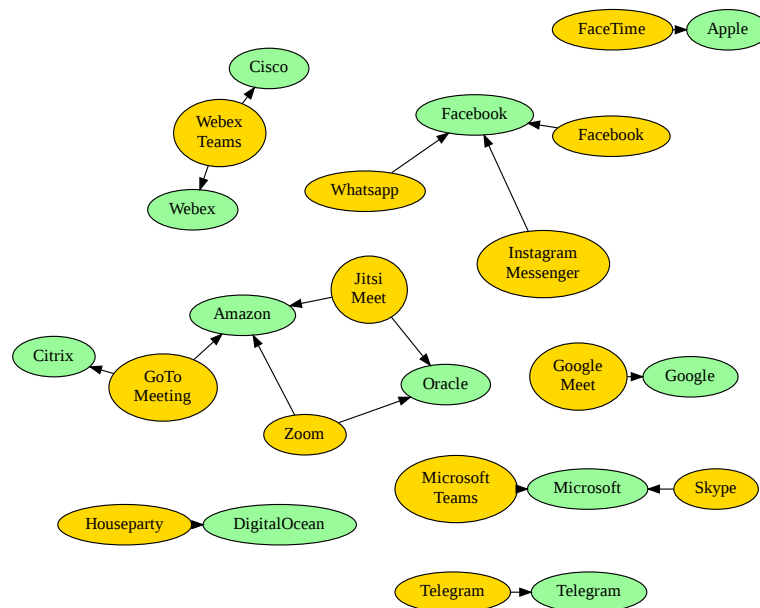 FaceTime
Apple
Cisco
Webex
Teams
Facebook
Facebook
Whatsapp
Webex
Instagram
Messenger
Jitsi
Meet
Amazon
Citrix
GoTo
Meeting
Oracle
Google
Meet
Google
Zoom
Microsoft
Teams
Microsoft
Skype
Houseparty
DigitalOcean
Telegram
Telegram